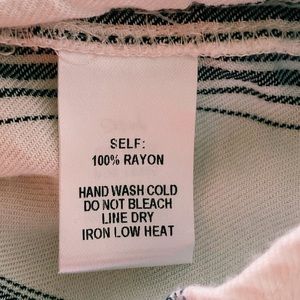 SELF:
100% RAYON
HAND WASH COLD
DO NOT BLEACH
LINE DRY
IRON LOW HEAT